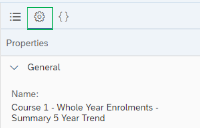 { }
Properties
General
Name:
Course 1 - Whole Year Enrolments -
Summary 5 Year Trend